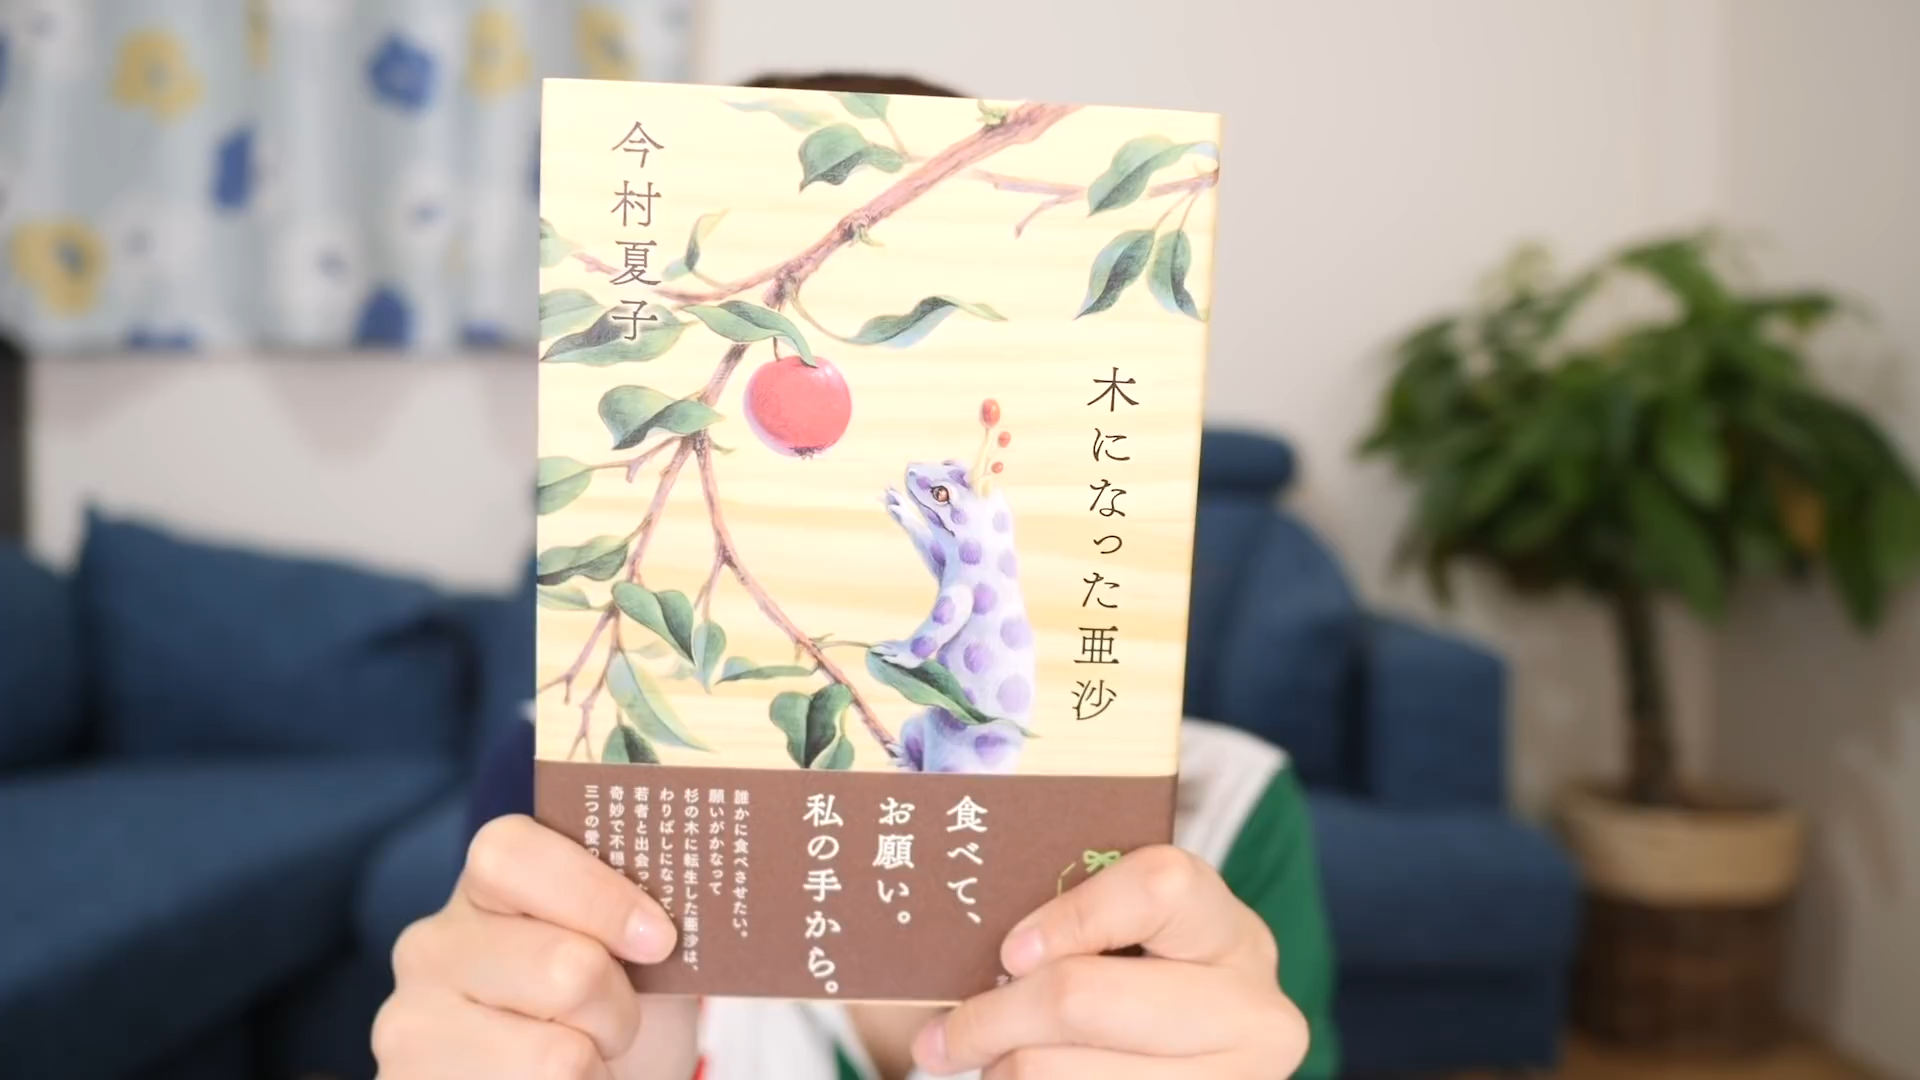 木になった亜沙
今村夏子
食べて、
お願い。
私の手から。
誰かに食べさせたい。
願いがかなって
杉の木に転生した亜沙は、
わりばしになって、
若者と出会った
奇妙で不穏
三つの愛